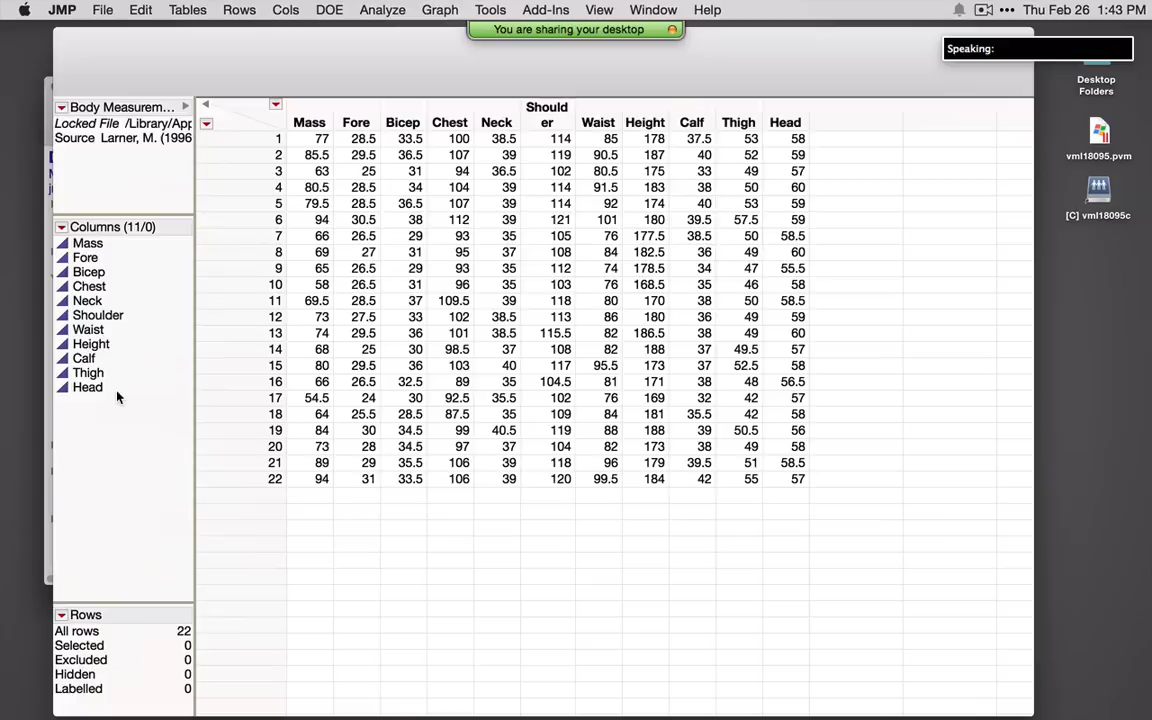 JMP File Edit Tables Rows Cols DOE Analyze Graph Tools Add-Ins View Window Help Thu Feb 26 1:43 PM
You are sharing your desktop
Speaking:
Desktop
Folders
vml18095.pvm
[C] vml18095c
Body Measurem...
Locked File /Library/App
Source Larner, M. (1996
Columns (11/0)
Mass
Fore
Bicep
Chest
Neck
Shoulder
Waist
Height
Calf
Thigh
Head
Rows
All rows 22
Selected 0
Excluded 0
Hidden 0
Labelled 0
Mass Fore Bicep Chest Neck Should
er Waist Height Calf Thigh Head
1 77 28.5 33.5 100 38.5 114 85 178 37.5 53 58
2 85.5 29.5 36.5 107 39 119 90.5 187 40 52 59
3 63 25 31 94 36.5 102 80.5 175 33 49 57
4 80.5 28.5 34 104 39 114 91.5 183 38 50 60
5 79.5 28.5 36.5 107 39 114 92 174 40 53 59
6 94 30.5 38 112 39 121 101 180 39.5 57.5 59
7 66 26.5 29 93 35 105 76 177.5 38.5 50 58.5
8 69 27 31 95 37 108 84 182.5 36 49 60
9 65 26.5 29 93 35 112 74 178.5 34 47 55.5
10 58 26.5 31 96 35 103 76 168.5 35 46 58
11 69.5 28.5 37 109.5 39 118 80 170 38 50 58.5
12 73 27.5 33 102 38.5 113 86 180 36 49 59
13 74 29.5 36 101 38.5 115.5 82 186.5 38 49 60
14 68 25 30 98.5 37 108 82 188 37 49.5 57
15 80 29.5 36 103 40 117 95.5 173 37 52.5 58
16 66 26.5 32.5 89 35 104.5 81 171 38 48 56.5
17 54.5 24 30 92.5 35.5 102 76 169 32 42 57
18 64 25.5 28.5 87.5 35 109 84 181 35.5 42 58
19 84 30 34.5 99 40.5 119 88 188 39 50.5 56
20 73 28 34.5 97 37 104 82 173 38 49 58
21 89 29 35.5 106 39 118 96 179 39.5 51 58.5
22 94 31 33.5 106 39 120 99.5 184 42 55 57